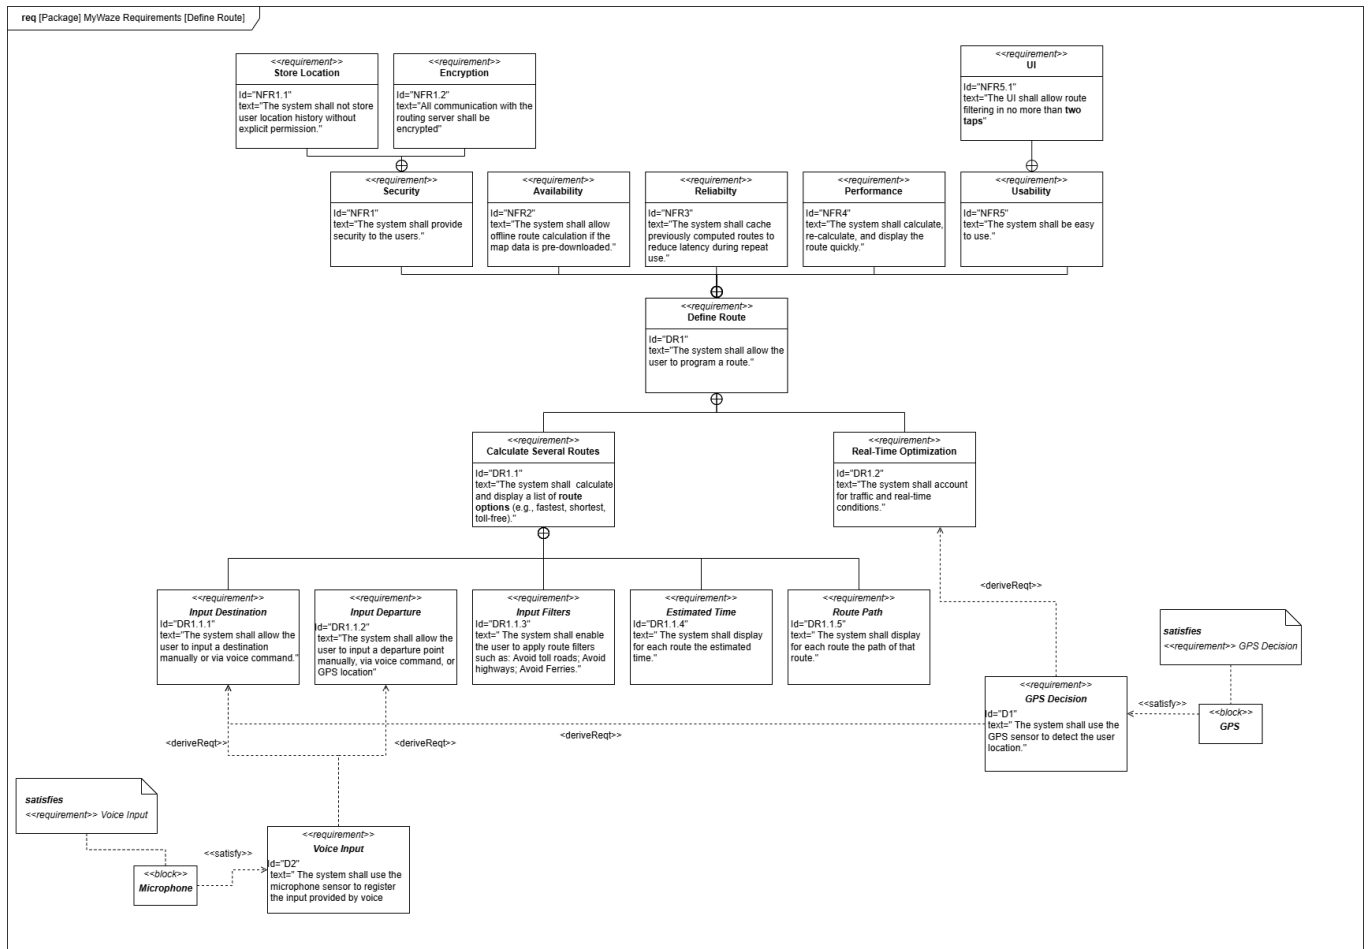 req [Package] MyWaze Requirements [Define Route]
<<requirement>>
Store Location
Id="NFR1.1"
text="The system shall not store
user location history without
explicit permission."
<<requirement>>
Encryption
Id="NFR1.2"
text="All communication with the
routing server shall be
encrypted"
<<requirement>>
UI
Id="NFR5.1"
text="The UI shall allow route
filtering in no more than two
taps"
<<requirement>>
Security
Id="NFR1"
text="The system shall provide
security to the users."
<<requirement>>
Availability
Id="NFR2"
text="The system shall allow
offline route calculation if the
map data is pre-downloaded."
<<requirement>>
Reliabilty
Id="NFR3"
text="The system shall cache
previously computed routes to
reduce latency during repeat
use."
<<requirement>>
Performance
Id="NFR4"
text="The system shall calculate,
re-calculate, and display the
route quickly."
<<requirement>>
Usability
Id="NFR5"
text="The system shall be easy
to use."
<<requirement>>
Define Route
Id="DR1"
text="The system shall allow the
user to program a route."
<<requirement>>
Calculate Several Routes
Id="DR1.1"
text="The system shall calculate
and display a list of route
options (e.g., fastest, shortest,
toll-free)."
<<requirement>>
Real-Time Optimization
Id="DR1.2"
text="The system shall account
for traffic and real-time
conditions."
<<requirement>>
Input Destination
Id="DR1.1.1"
text="The system shall allow the
user to input a destination
manually or via voice command."
<<requirement>>
Input Departure
Id="DR1.1.2"
text="The system shall allow the
user to input a departure point
manually, via voice command, or
GPS location"
<<requirement>>
Input Filters
Id="DR1.1.3"
text=" The system shall enable
the user to apply route filters
such as: Avoid toll roads; Avoid
highways; Avoid Ferries."
<<requirement>>
Estimated Time
Id="DR1.1.4"
text=" The system shall display
for each route the estimated
time."
<<requirement>>
Route Path
Id="DR1.1.5"
text=" The system shall display
for each route the path of that
route."
<deriveReqt>
satisfies
<<requirement>> GPS Decision
<<requirement>>
GPS Decision
Id="D1"
text=" The system shall use the
GPS sensor to detect the user
location."
<<satisfy>>
<<block>>
GPS
<deriveReqt>
<deriveReqt>
<deriveReqt>
satisfies
<<requirement>> Voice Input
<<satisfy>>
<<block>>
Microphone
<<requirement>>
Voice Input
Id="D2"
text=" The system shall use the
microphone sensor to register
the input provided by voice